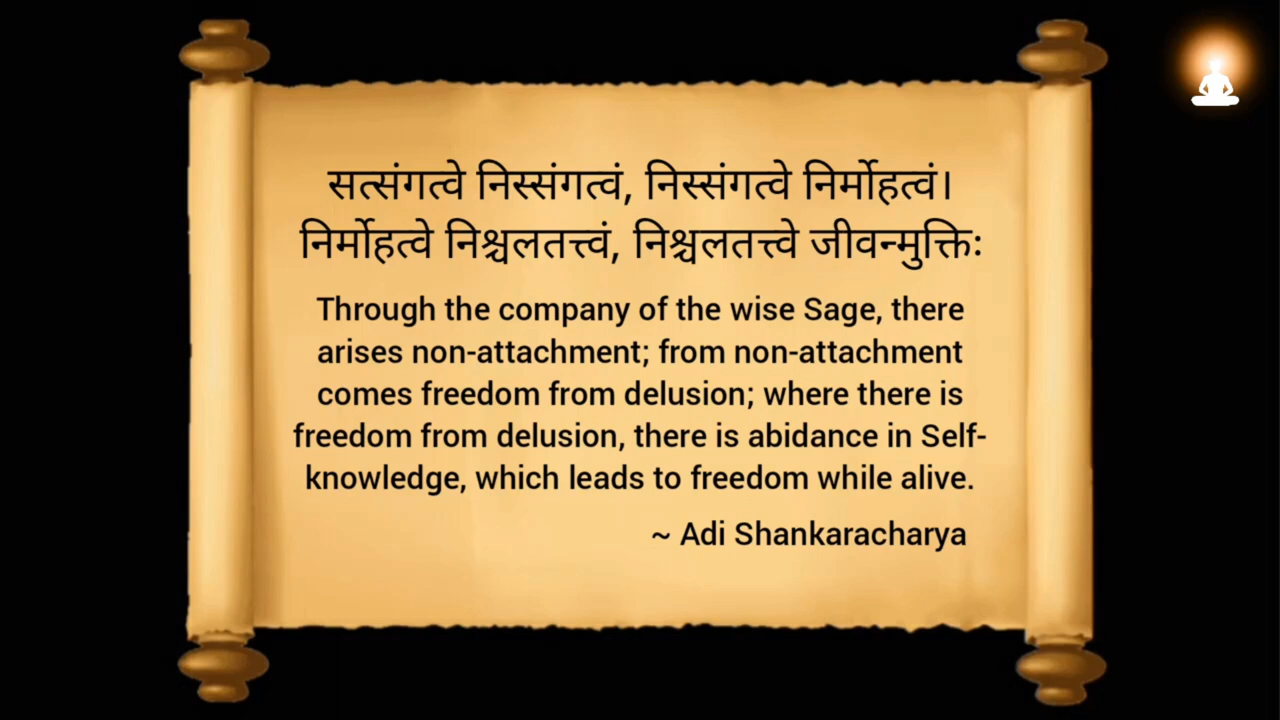 सत्संगत्वे निस्संगत्वं, निस्संगत्वे निर्मोहत्वं।
निर्मोहत्वे निश्चलतत्त्वं, निश्चलतत्त्वे जीवन्मुक्तिः
Through the company of the wise Sage, there
arises non-attachment; from non-attachment
comes freedom from delusion; where there is
freedom from delusion, there is abidance in Self-
knowledge, which leads to freedom while alive.
~ Adi Shankaracharya